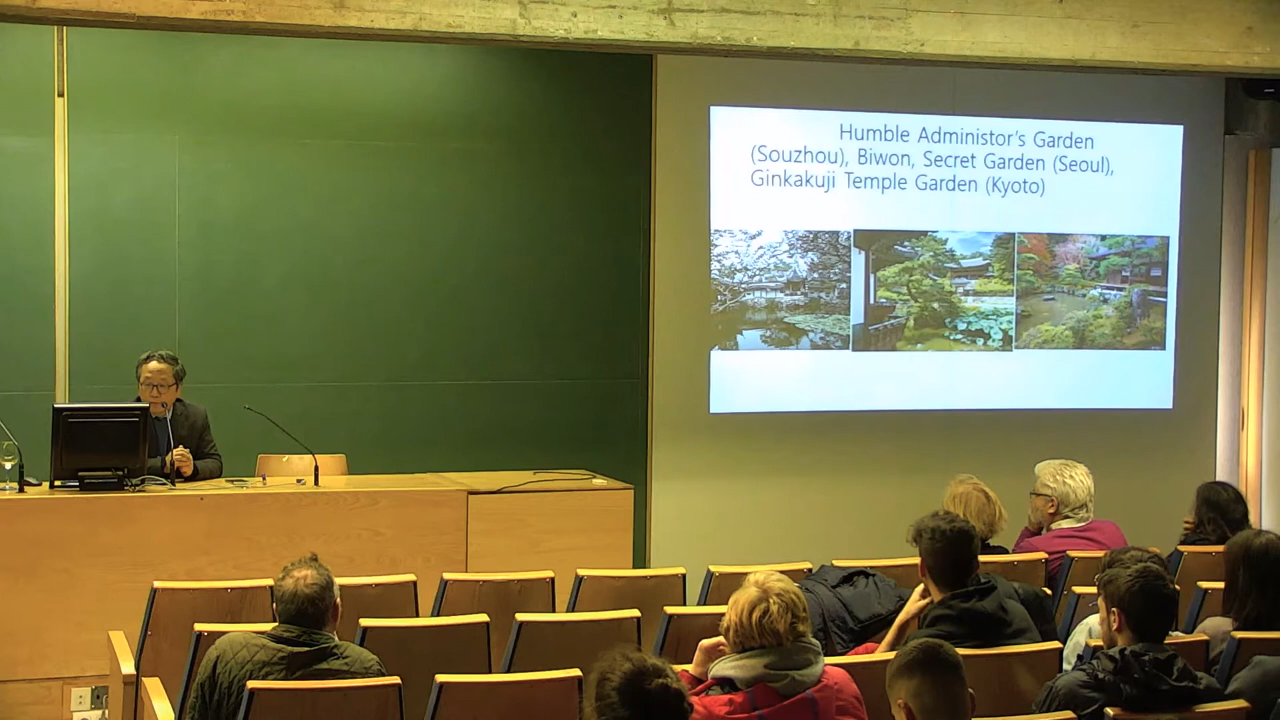 Humble Administor's Garden
(Souzhou), Biwon, Secret Garden (Seoul),
Ginkakuji Temple Garden (Kyoto)